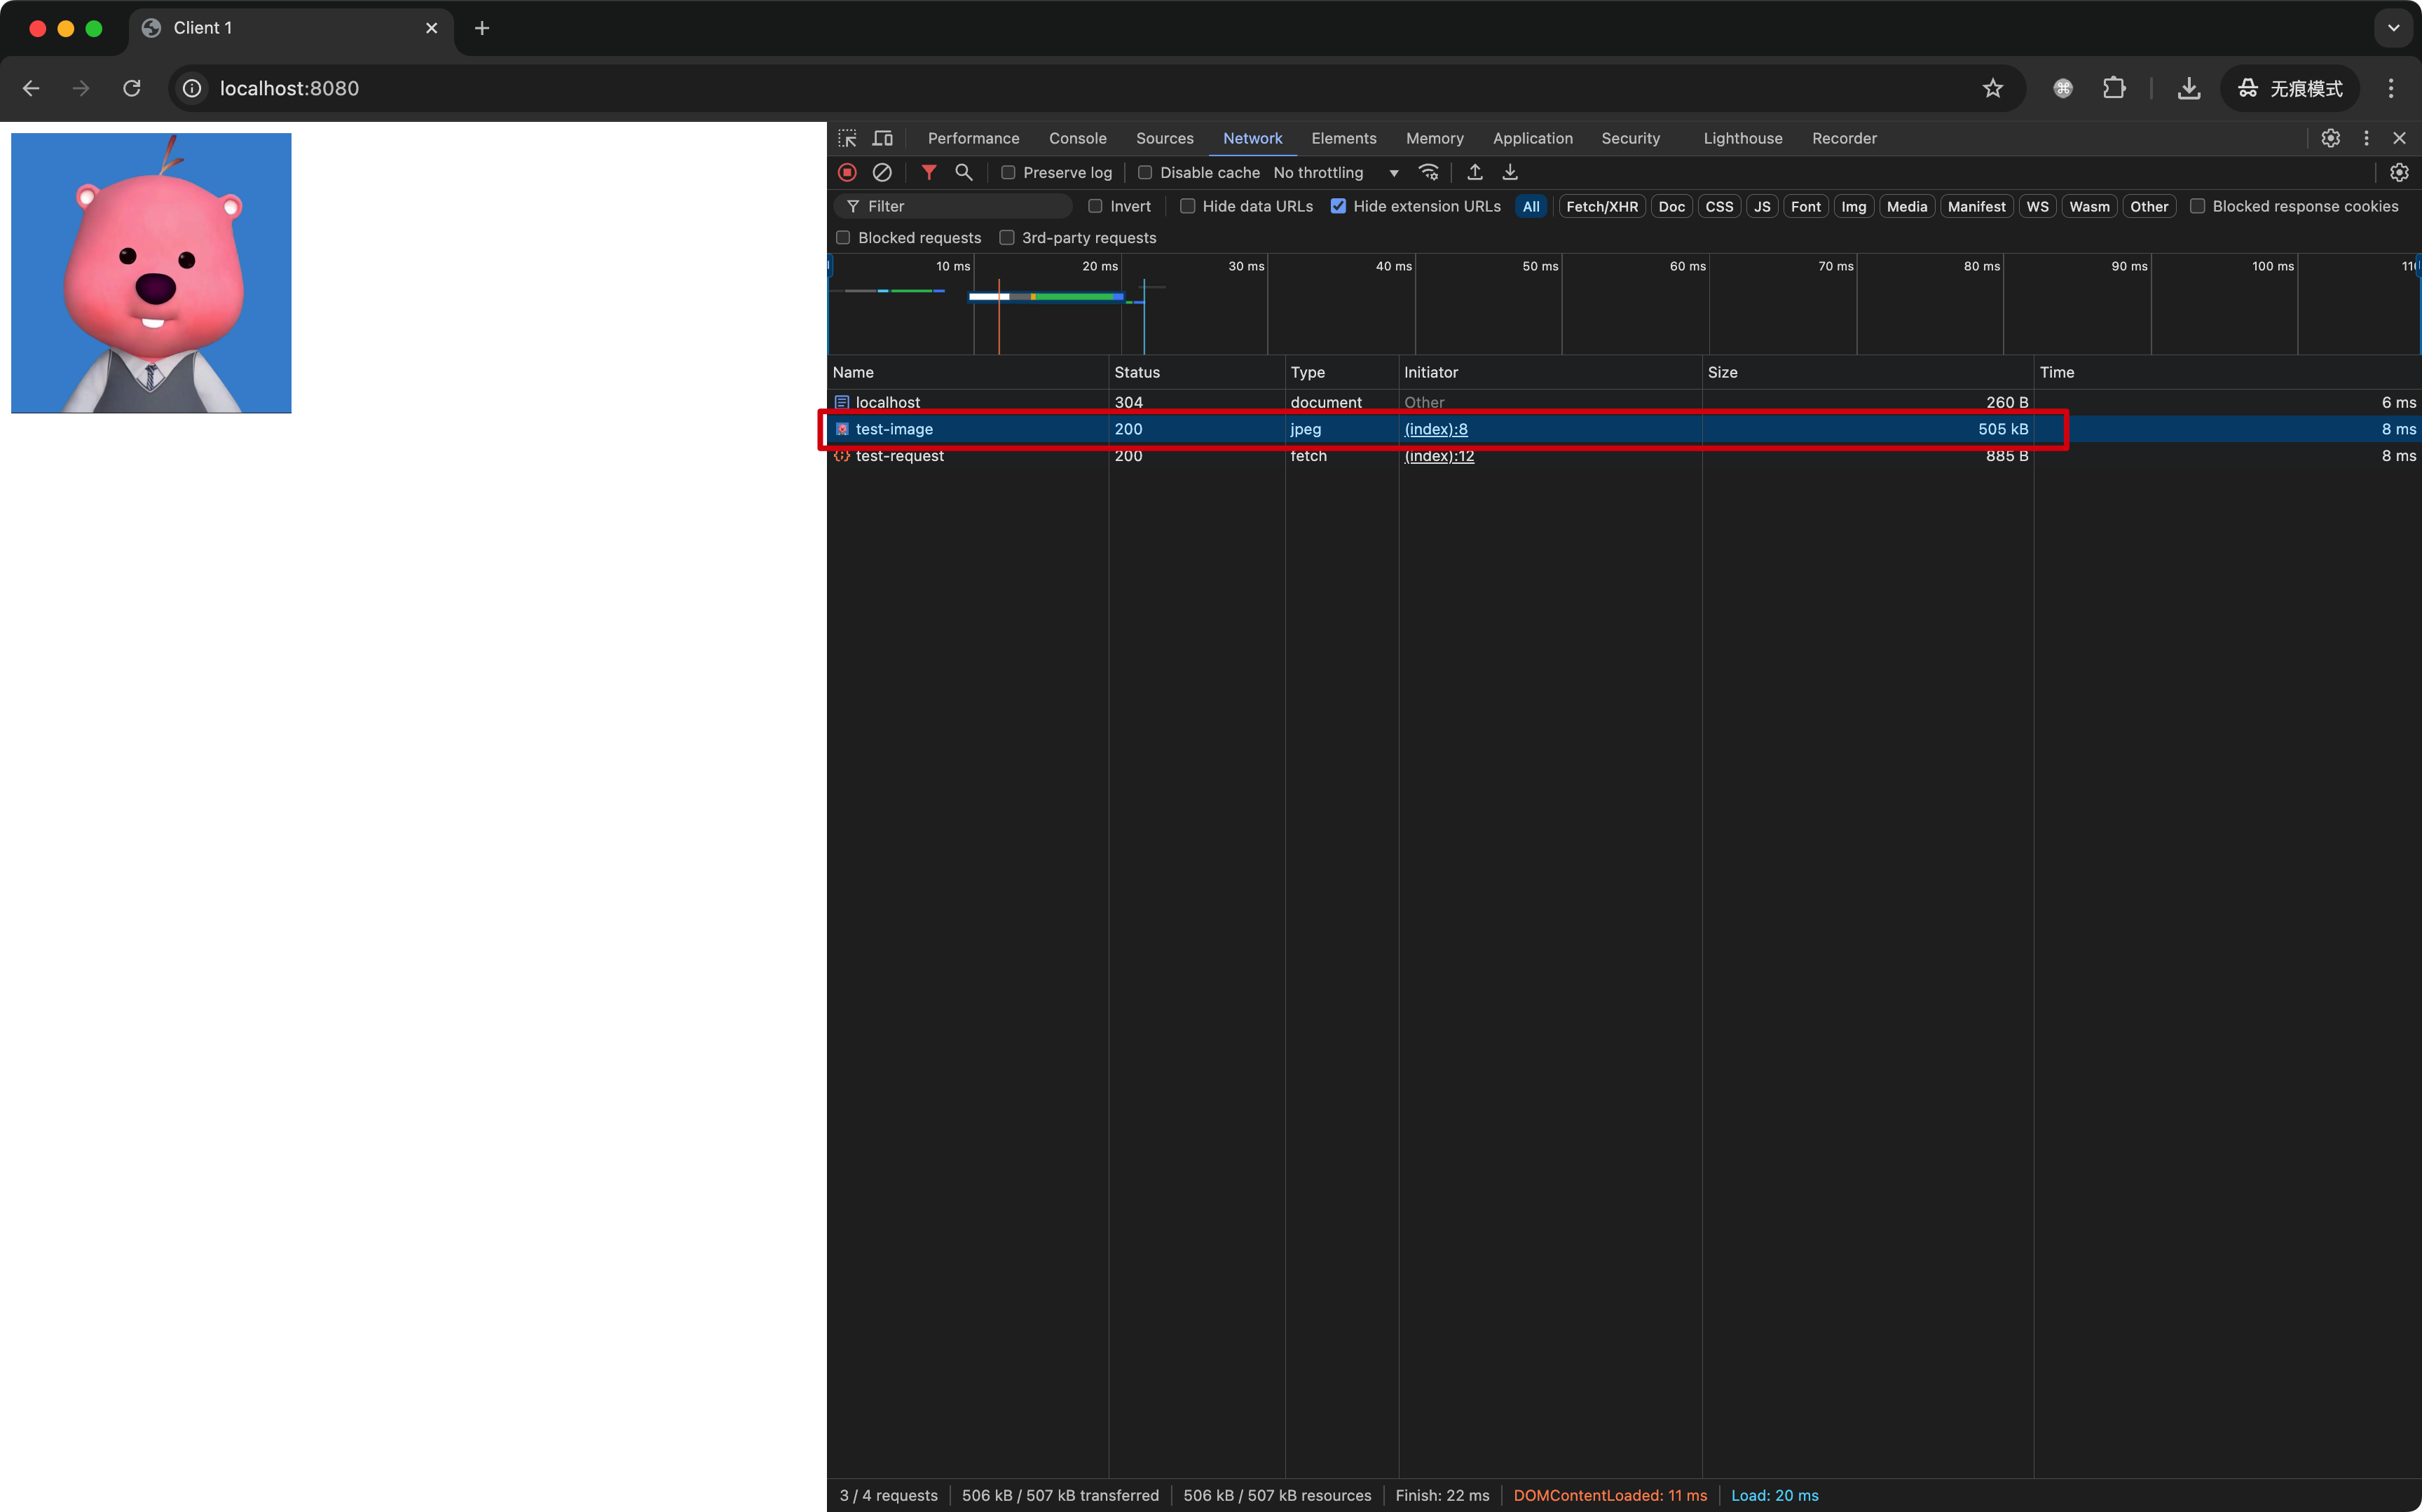 Client 1
localhost:8080
无痕模式
Performance Console Sources Network Elements Memory Application Security Lighthouse Recorder
Preserve log Disable cache No throttling
Filter Invert Hide data URLs Hide extension URLs All Fetch/XHR Doc CSS JS Font Img Media Manifest WS Wasm Other Blocked response cookies
Blocked requests 3rd-party requests
10 ms 20 ms 30 ms 40 ms 50 ms 60 ms 70 ms 80 ms 90 ms 100 ms
Name Status Type Initiator Size Time
localhost 304 document Other 260 B 6 ms
test-image 200 jpeg (index):8 505 kB 8 ms
test-request 200 fetch (index):12 885 B 8 ms
3 / 4 requests 506 kB / 507 kB transferred 506 kB / 507 kB resources Finish: 22 ms DOMContentLoaded: 11 ms Load: 20 ms